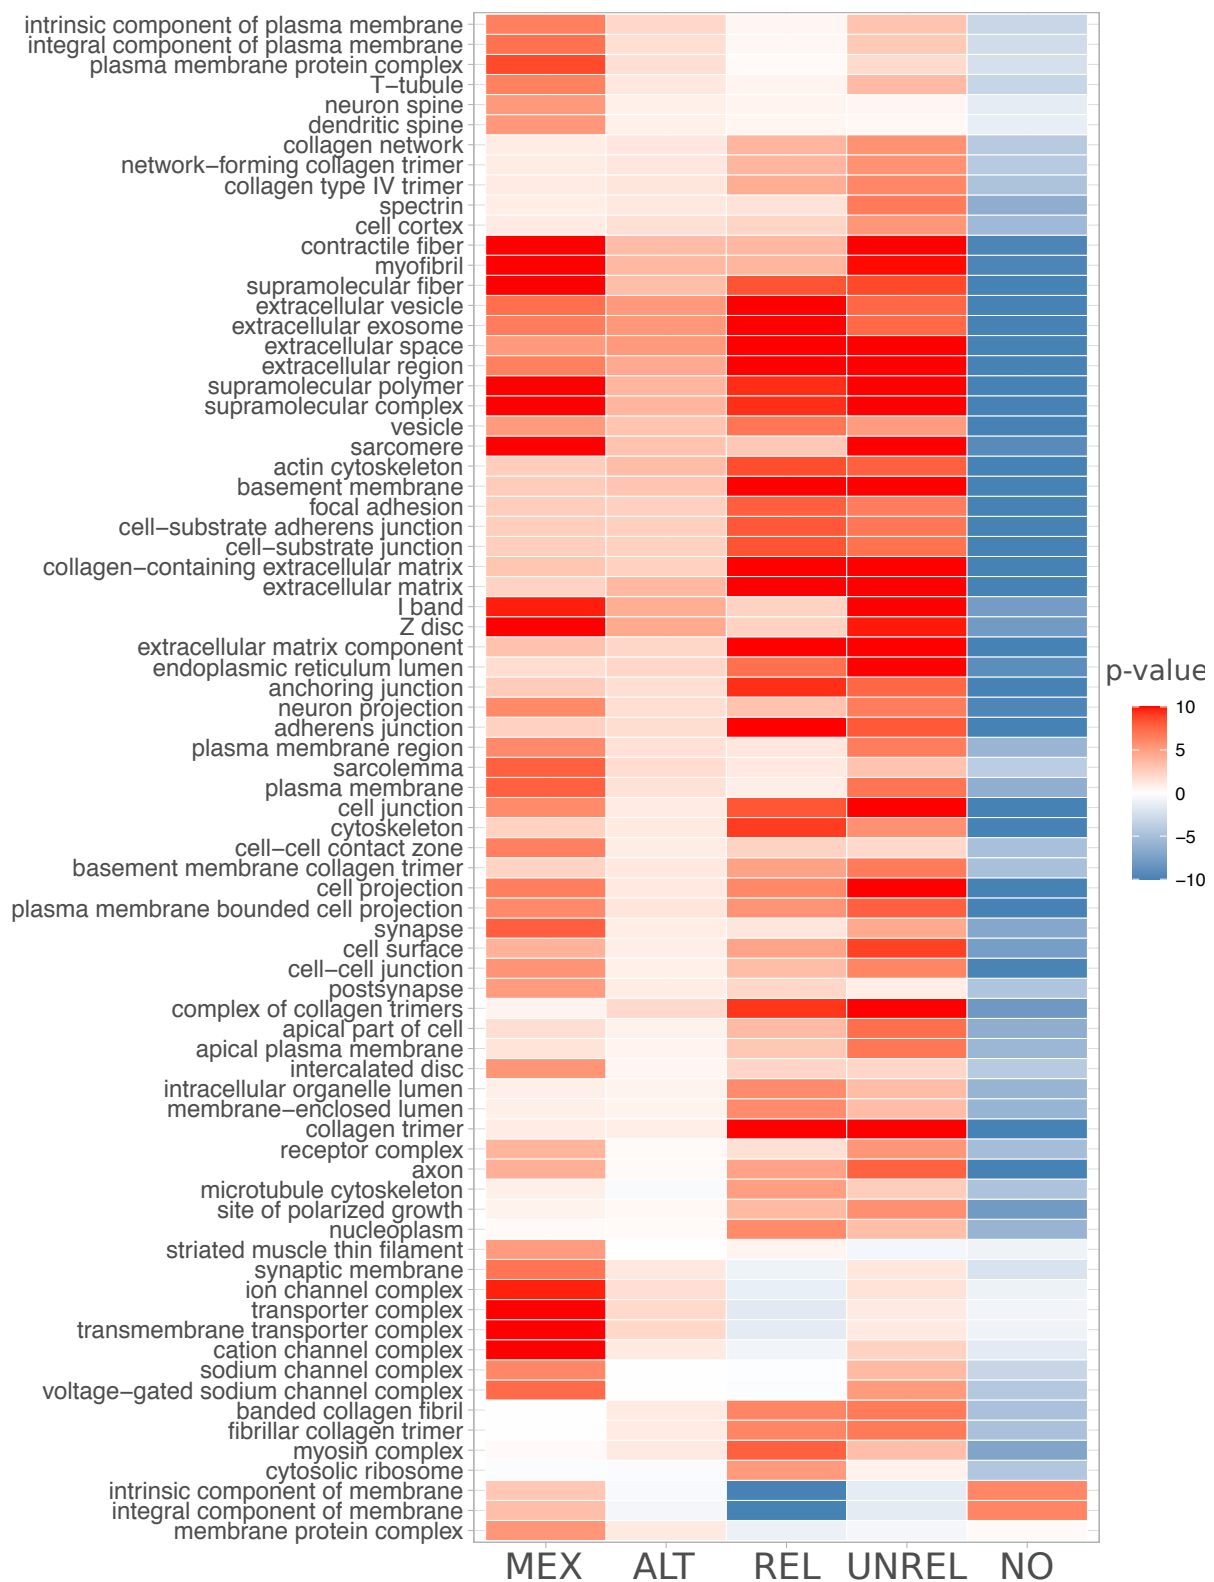 intrinsic component of plasma membrane
integral component of plasma membrane
plasma membrane protein complex
T−tubule
neuron spine
dendritic spine
collagen network
network−forming collagen trimer
collagen type IV trimer
spectrin
cell cortex
contractile fiber
myofibril
supramolecular fiber
extracellular vesicle
extracellular exosome
extracellular space
extracellular region
supramolecular polymer
supramolecular complex
vesicle
sarcomere
actin cytoskeleton
basement membrane
focal adhesion
cell−substrate adherens junction
cell−substrate junction
collagen−containing extracellular matrix
extracellular matrix
I band
Z disc
extracellular matrix component
endoplasmic reticulum lumen
anchoring junction
neuron projection
adherens junction
plasma membrane region
sarcolemma
plasma membrane
cell junction
cytoskeleton
cell−cell contact zone
basement membrane collagen trimer
cell projection
plasma membrane bounded cell projection
synapse
cell surface
cell−cell junction
postsynapse
complex of collagen trimers
apical part of cell
apical plasma membrane
intercalated disc
intracellular organelle lumen
membrane−enclosed lumen
collagen trimer
receptor complex
axon
microtubule cytoskeleton
site of polarized growth
nucleoplasm
striated muscle thin filament
synaptic membrane
ion channel complex
transporter complex
transmembrane transporter complex
cation channel complex
sodium channel complex
voltage−gated sodium channel complex
banded collagen fibril
fibrillar collagen trimer
myosin complex
cytosolic ribosome
intrinsic component of membrane
integral component of membrane
membrane protein complex
MEX ALT REL UNREL NO
p-value
10
5
0
−5
−10